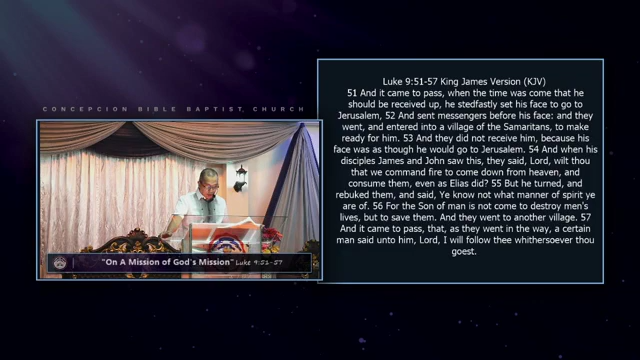 CONCEPCION BIBLE BAPTIST CHURCH
"On A Mission of God's Mission" Luke 9:51-57
Luke 9:51-57 King James Version (KJV)
51 And it came to pass, when the time was come that he
should be received up, he stedfastly set his face to go to
Jerusalem, 52 And sent messengers before his face: and they
went, and entered into a village of the Samaritans, to make
ready for him. 53 And they did not receive him, because his
face was as though he would go to Jerusalem. 54 And when his
disciples James and John saw this, they said, Lord, wilt thou
that we command fire to come down from heaven, and
consume them, even as Elias did? 55 But he turned, and
rebuked them, and said, Ye know not what manner of spirit ye
are of. 56 For the Son of man is not come to destroy men's
lives, but to save them. And they went to another village. 57
And it came to pass, that, as they went in the way, a certain
man said unto him, Lord, I will follow thee whithersoever thou
goest.